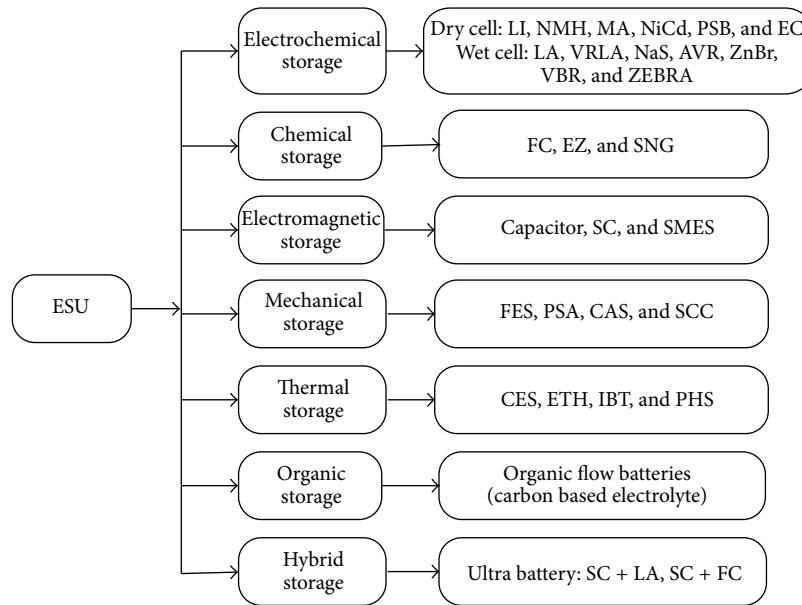 Electrochemical
storage
Dry cell: LI, NMH, MA, NiCd, PSB, and EC
Wet cell: LA, VRLA, NaS, AVR, ZnBr,
VBR, and ZEBRA
Chemical
storage
FC, EZ, and SNG
Electromagnetic
storage
Capacitor, SC, and SMES
ESU
Mechanical
storage
FES, PSA, CAS, and SCC
Thermal
storage
CES, ETH, IBT, and PHS
Organic
storage
Organic flow batteries
(carbon based electrolyte)
Hybrid
storage
Ultra battery: SC + LA, SC + FC